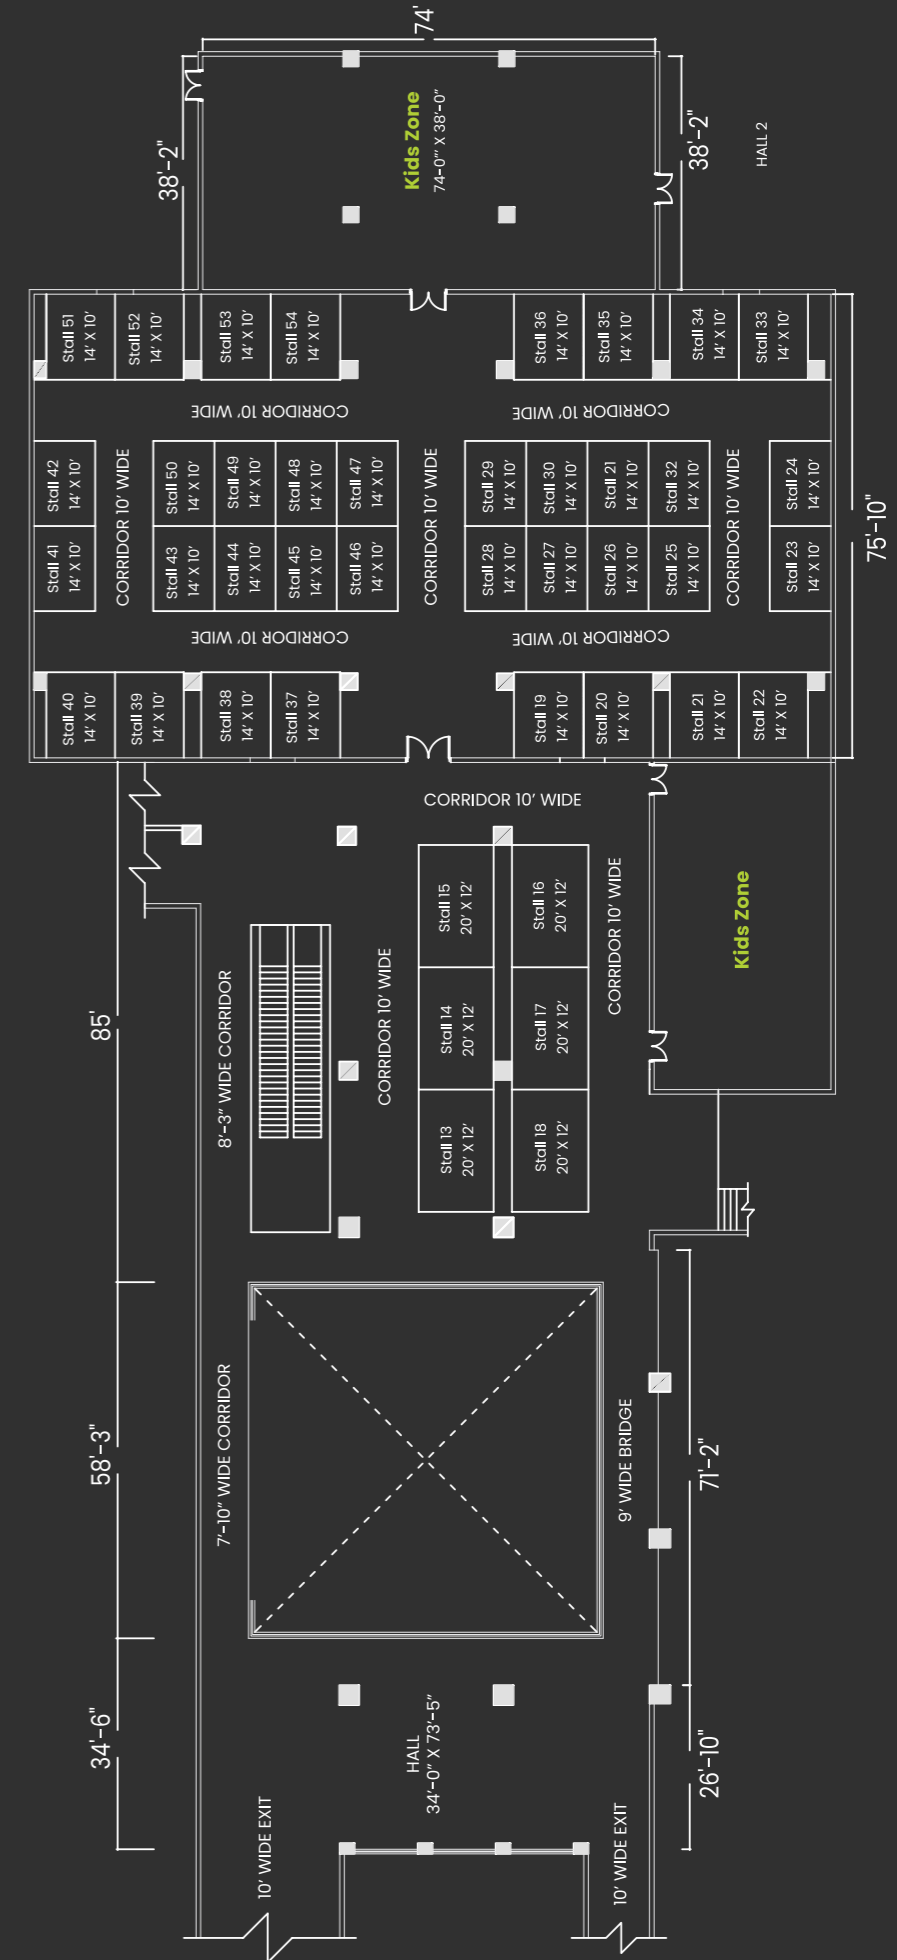 74'
38'-2"
Kids Zone
74-0"' X 38'-0"
38'-2"
HALL 2
Stall 51
14' X 10'
Stall 52
14' X 10'
Stall 53
14' X 10'
Stall 54
14' X 10'
Stall 36
14' X 10'
Stall 35
14' X 10'
Stall 34
14' X 10'
Stall 33
14' X 10'
CORRIDOR 10' WIDE
CORRIDOR 10' WIDE
Stall 42
14' X 10'
Stall 41
14' X 10'
CORRIDOR 10' WIDE
Stall 50
14' X 10'
Stall 49
14' X 10'
Stall 48
14' X 10'
Stall 47
14' X 10'
Stall 43
14' X 10'
Stall 44
14' X 10'
Stall 45
14' X 10'
Stall 46
14' X 10'
CORRIDOR 10' WIDE
Stall 29
14' X 10'
Stall 30
14' X 10'
Stall 21
14' X 10'
Stall 32
14' X 10'
Stall 28
14' X 10'
Stall 27
14' X 10'
Stall 26
14' X 10'
Stall 25
14' X 10'
CORRIDOR 10' WIDE
Stall 24
14' X 10'
Stall 23
14' X 10'
75'-10"
CORRIDOR 10' WIDE
CORRIDOR 10' WIDE
Stall 40
14' X 10'
Stall 39
14' X 10'
Stall 38
14' X 10'
Stall 37
14' X 10'
Stall 19
14' X 10'
Stall 20
14' X 10'
Stall 21
14' X 10'
Stall 22
14' X 10'
CORRIDOR 10' WIDE
85'
8'-3" WIDE CORRIDOR
CORRIDOR 10' WIDE
Stall 15
20' X 12'
Stall 16
20' X 12'
Stall 14
20' X 12'
Stall 17
20' X 12'
Stall 13
20' X 12'
Stall 18
20' X 12'
CORRIDOR 10' WIDE
Kids Zone
58'-3"
7'-10" WIDE CORRIDOR
9' WIDE BRIDGE
71'-2"
34'-6"
HALL
34'-0" X 73'-5"
26'-10"
10' WIDE EXIT
10' WIDE EXIT